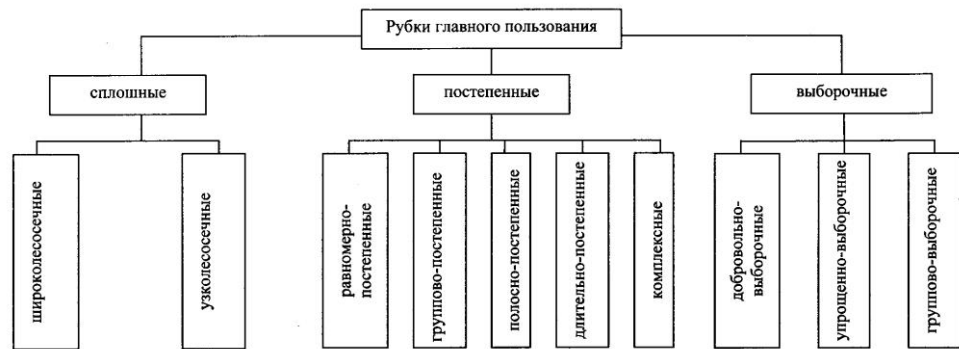 Рубки главного пользования
сплошные
постепенные
выборочные
широколесосечные
узколесосечные
равномерно-
постепенные
группово-постепенные
полосно-постепенные
длительно-постепенные
комплексные
добровольно-
выборочные
упрощенно-выборочные
группово-выборочные